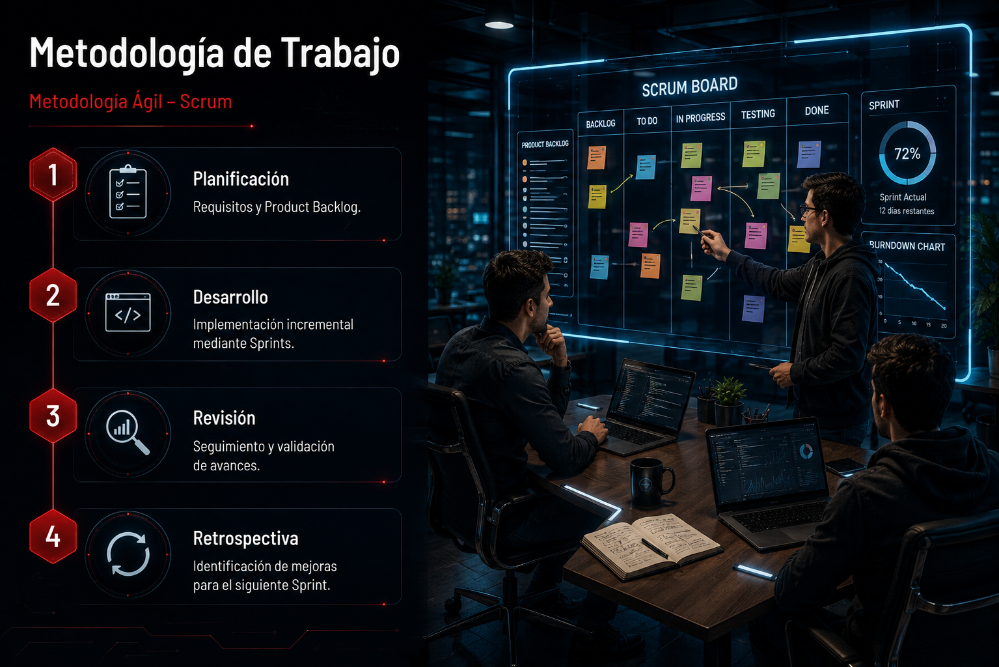 Metodología de Trabajo
Metodología Ágil – Scrum
1
Planificación
Requisitos y Product Backlog.
2
Desarrollo
Implementación incremental
mediante Sprints.
3
Revisión
Seguimiento y validación
de avances.
4
Retrospectiva
Identificación de mejoras
para el siguiente Sprint.
SCRUM BOARD
PRODUCT BACKLOG
BACKLOG
TO DO
IN PROGRESS
TESTING
DONE
SPRINT
72%
Sprint Actual
12 días restantes
BURNDOWN CHART
0 5 10 15 20